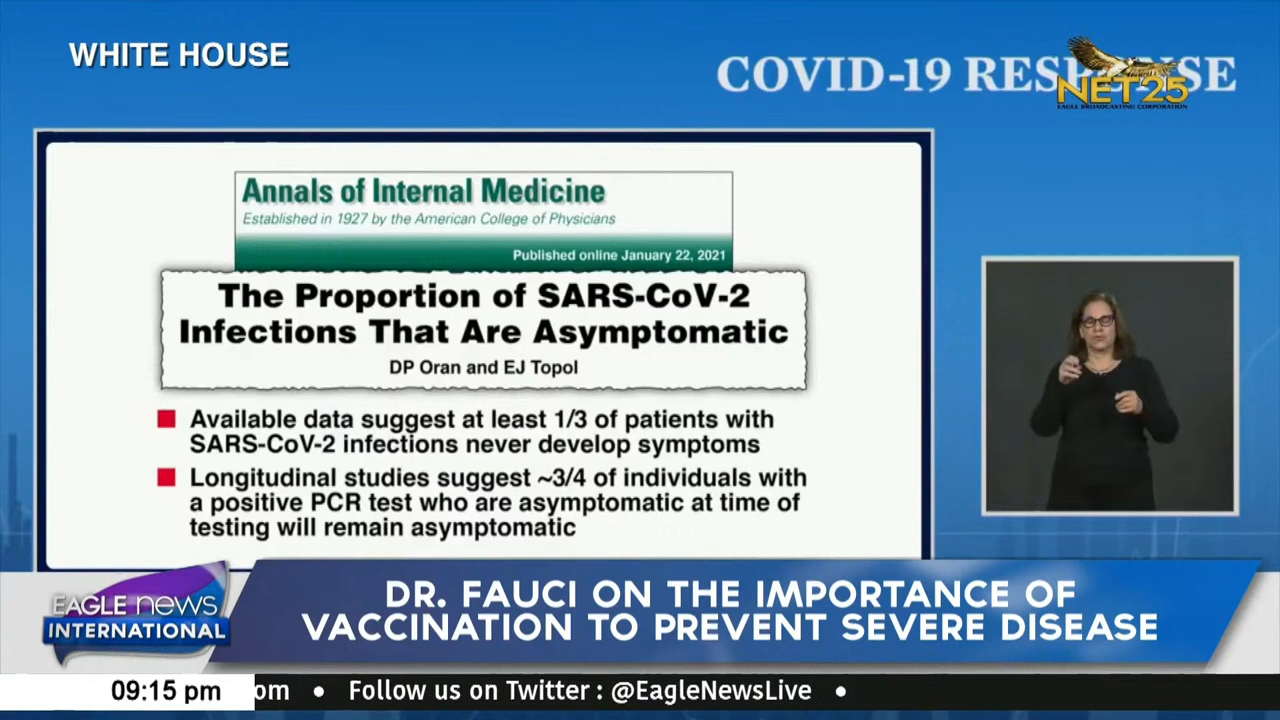 WHITE HOUSE
COVID-19 RESPONSE
NET25
EAGLE BROADCASTING CORPORATION
Annals of Internal Medicine
Established in 1927 by the American College of Physicians
Published online January 22, 2021
The Proportion of SARS-CoV-2
Infections That Are Asymptomatic
DP Oran and EJ Topol
Available data suggest at least 1/3 of patients with
SARS-CoV-2 infections never develop symptoms
Longitudinal studies suggest ~3/4 of individuals with
a positive PCR test who are asymptomatic at time of
testing will remain asymptomatic
EAGLE news
INTERNATIONAL
DR. FAUCI ON THE IMPORTANCE OF
VACCINATION TO PREVENT SEVERE DISEASE
09:15 pm om • Follow us on Twitter : @EagleNewsLive •